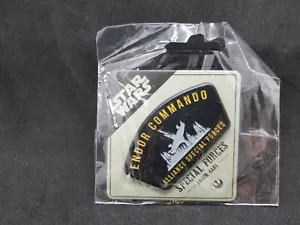 STAR
WARS
ENDOR COMMANDO
ALLIANCE SPECIAL FORCES
SPECIAL FORCES